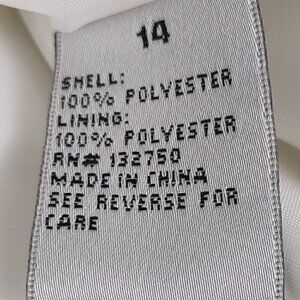 14
SHELL:
100% POLYESTER
LINING:
100% POLYESTER
RN# 132750
MADE IN CHINA
SEE REVERSE FOR
CARE